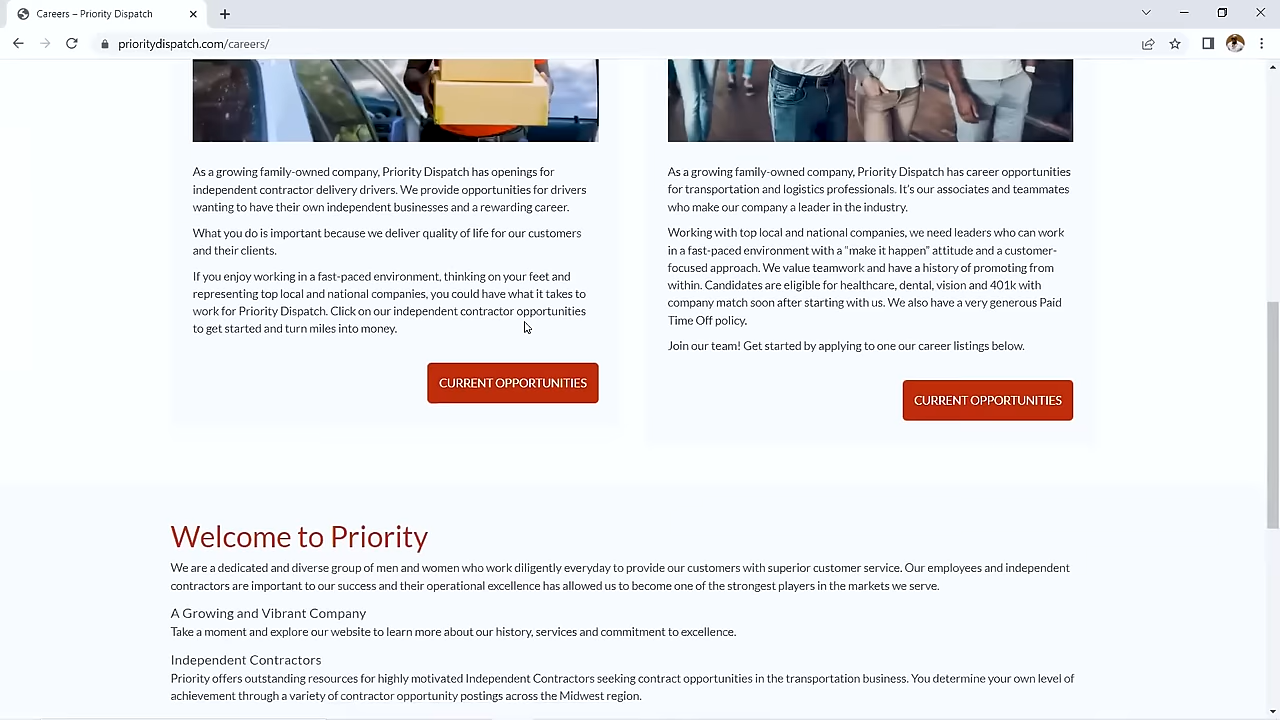 Careers – Priority Dispatch
prioritydispatch.com/careers/
As a growing family-owned company, Priority Dispatch has openings for
independent contractor delivery drivers. We provide opportunities for drivers
wanting to have their own independent businesses and a rewarding career.
What you do is important because we deliver quality of life for our customers
and their clients.
If you enjoy working in a fast-paced environment, thinking on your feet and
representing top local and national companies, you could have what it takes to
work for Priority Dispatch. Click on our independent contractor opportunities
to get started and turn miles into money.
CURRENT OPPORTUNITIES
As a growing family-owned company, Priority Dispatch has career opportunities
for transportation and logistics professionals. It's our associates and teammates
who make our company a leader in the industry.
Working with top local and national companies, we need leaders who can work
in a fast-paced environment with a "make it happen" attitude and a customer-
focused approach. We value teamwork and have a history of promoting from
within. Candidates are eligible for healthcare, dental, vision and 401k with
company match soon after starting with us. We also have a very generous Paid
Time Off policy.
Join our team! Get started by applying to one our career listings below.
CURRENT OPPORTUNITIES
Welcome to Priority
We are a dedicated and diverse group of men and women who work diligently everyday to provide our customers with superior customer service. Our employees and independent
contractors are important to our success and their operational excellence has allowed us to become one of the strongest players in the markets we serve.
A Growing and Vibrant Company
Take a moment and explore our website to learn more about our history, services and commitment to excellence.
Independent Contractors
Priority offers outstanding resources for highly motivated Independent Contractors seeking contract opportunities in the transportation business. You determine your own level of
achievement through a variety of contractor opportunity postings across the Midwest region.